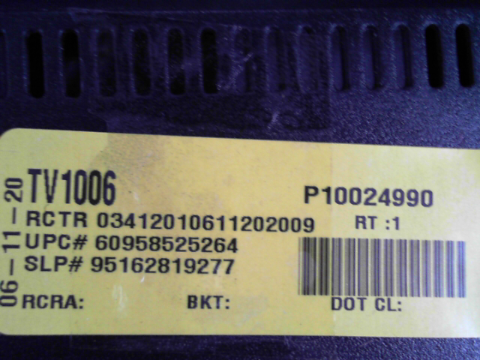 TV1006
P10024990
RCTR 03412010611202009
RT :1
UPC# 60958525264
SLP# 95162819277
RCRA: BKT: DOT CL:
06-11-20